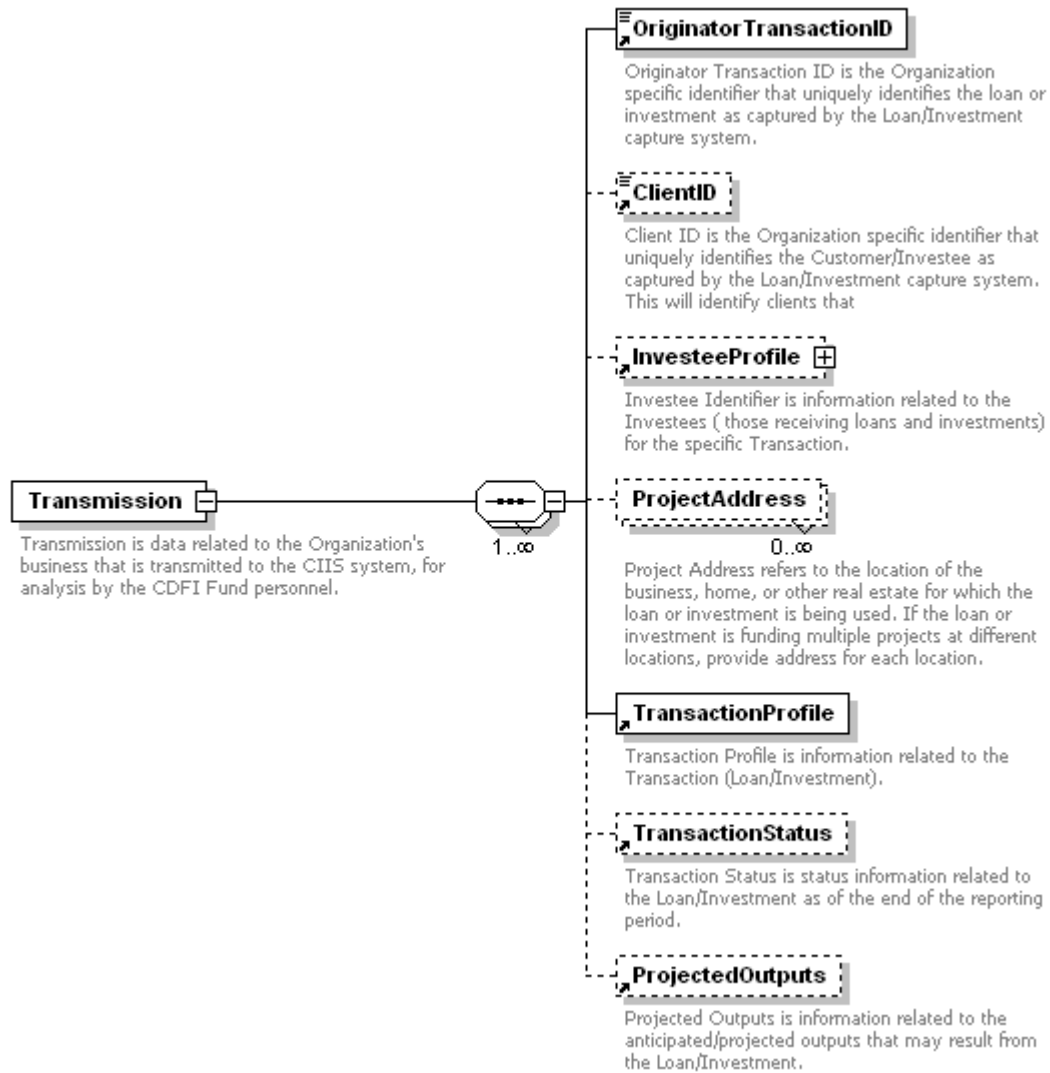 OriginatorTransactionID
Originator Transaction ID is the Organization
specific identifier that uniquely identifies the loan or
investment as captured by the Loan/Investment
capture system.
ClientID
Client ID is the Organization specific identifier that
uniquely identifies the Customer/Investee as
captured by the Loan/Investment capture system.
This will identify clients that
InvesteeProfile
Investee Identifier is information related to the
Investees ( those receiving loans and investments)
for the specific Transaction.
Transmission
Transmission is data related to the Organization's
business that is transmitted to the CIIS system, for
analysis by the CDFI Fund personnel.
1..∞
ProjectAddress
0..∞
Project Address refers to the location of the
business, home, or other real estate for which the
loan or investment is being used. If the loan or
investment is funding multiple projects at different
locations, provide address for each location.
TransactionProfile
Transaction Profile is information related to the
Transaction (Loan/Investment).
TransactionStatus
Transaction Status is status information related to
the Loan/Investment as of the end of the reporting
period.
ProjectedOutputs
Projected Outputs is information related to the
anticipated/projected outputs that may result from
the Loan/Investment.